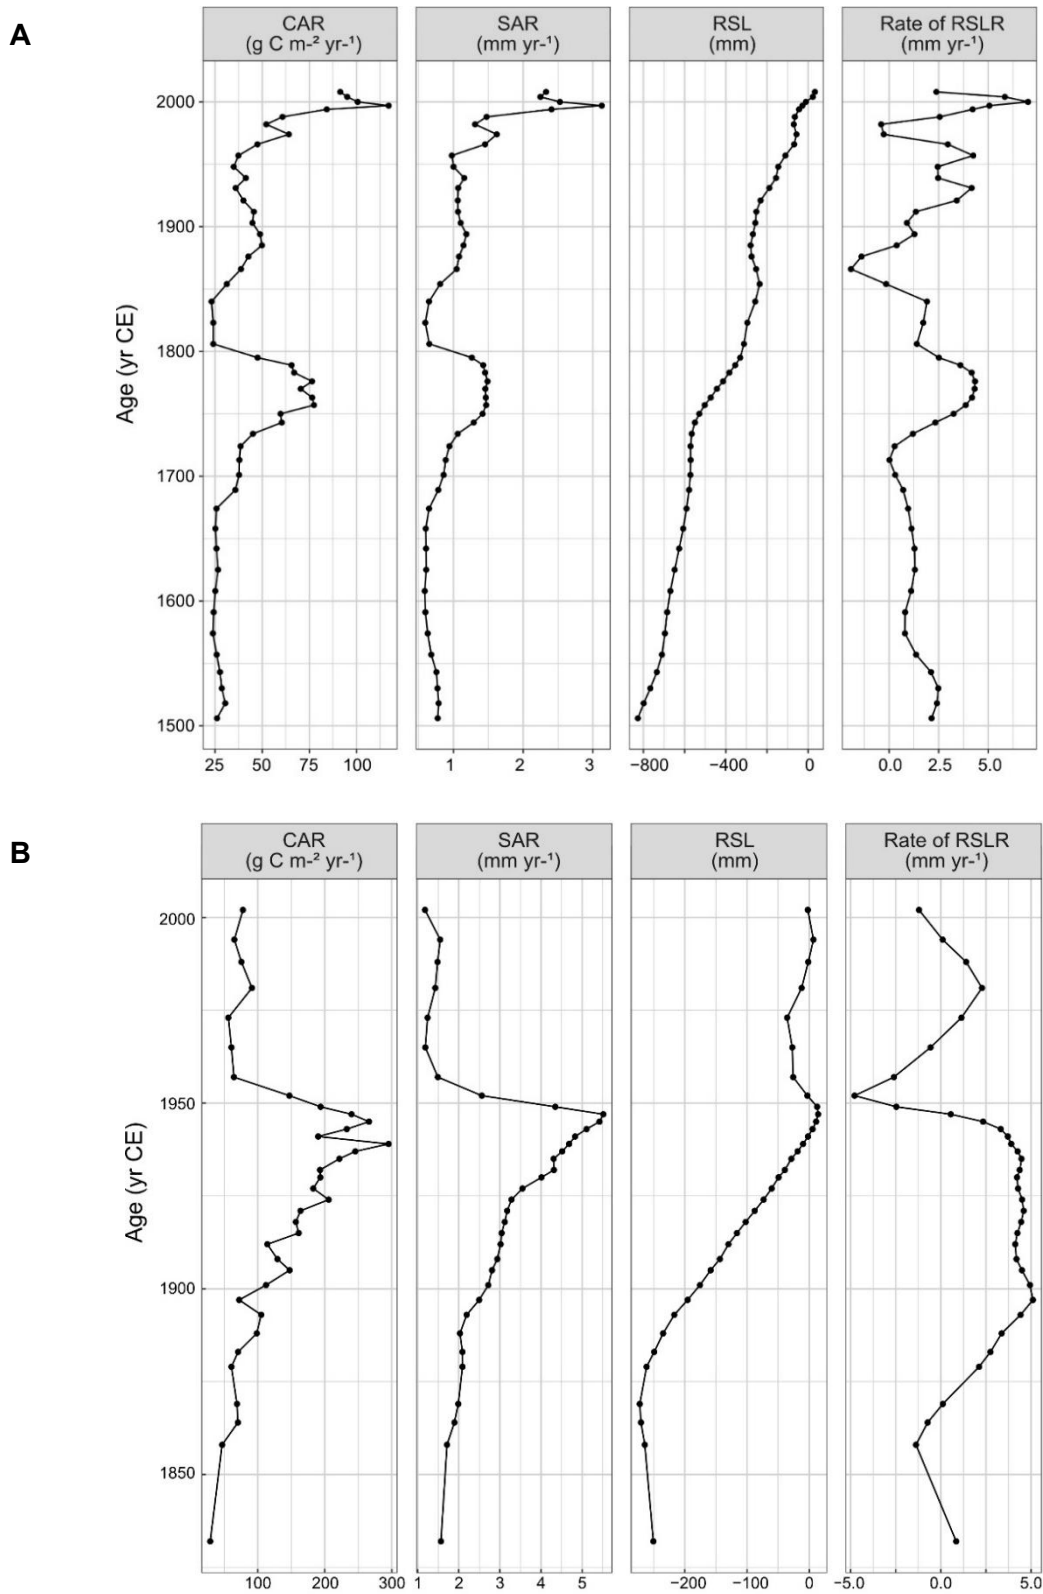 A
CAR
(g C m-² yr-¹)
SAR
(mm yr-¹)
RSL
(mm)
Rate of RSLR
(mm yr-¹)
2000
1900
1800
1700
1600
1500
Age (yr CE)
25 50 75 100
1 2 3
−800 −400 0
0.0 2.5 5.0
B
CAR
(g C m-² yr-¹)
SAR
(mm yr-¹)
RSL
(mm)
Rate of RSLR
(mm yr-¹)
2000
1950
1900
1850
Age (yr CE)
100 200 300
1 2 3 4 5
−200 −100 0
−5.0 0.0 5.0